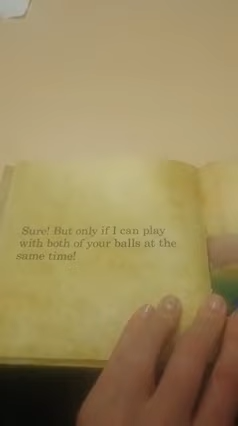 Sure! But only if I can play
with both of your balls at the
same time!